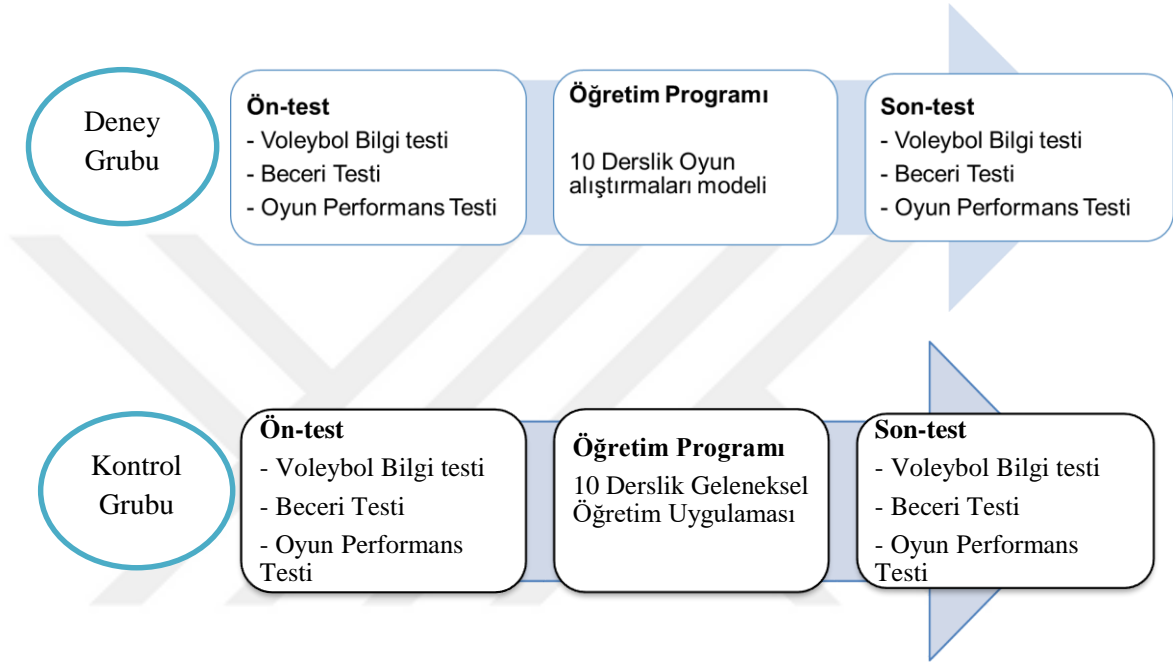 Deney
Grubu
Ön-test
- Voleybol Bilgi testi
- Beceri Testi
- Oyun Performans Testi
Öğretim Programı
10 Derslik Oyun
alıştırmaları modeli
Son-test
- Voleybol Bilgi testi
- Beceri Testi
- Oyun Performans Testi
Kontrol
Grubu
Ön-test
- Voleybol Bilgi testi
- Beceri Testi
- Oyun Performans
Testi
Öğretim Programı
10 Derslik Geleneksel
Öğretim Uygulaması
Son-test
- Voleybol Bilgi testi
- Beceri Testi
- Oyun Performans
Testi